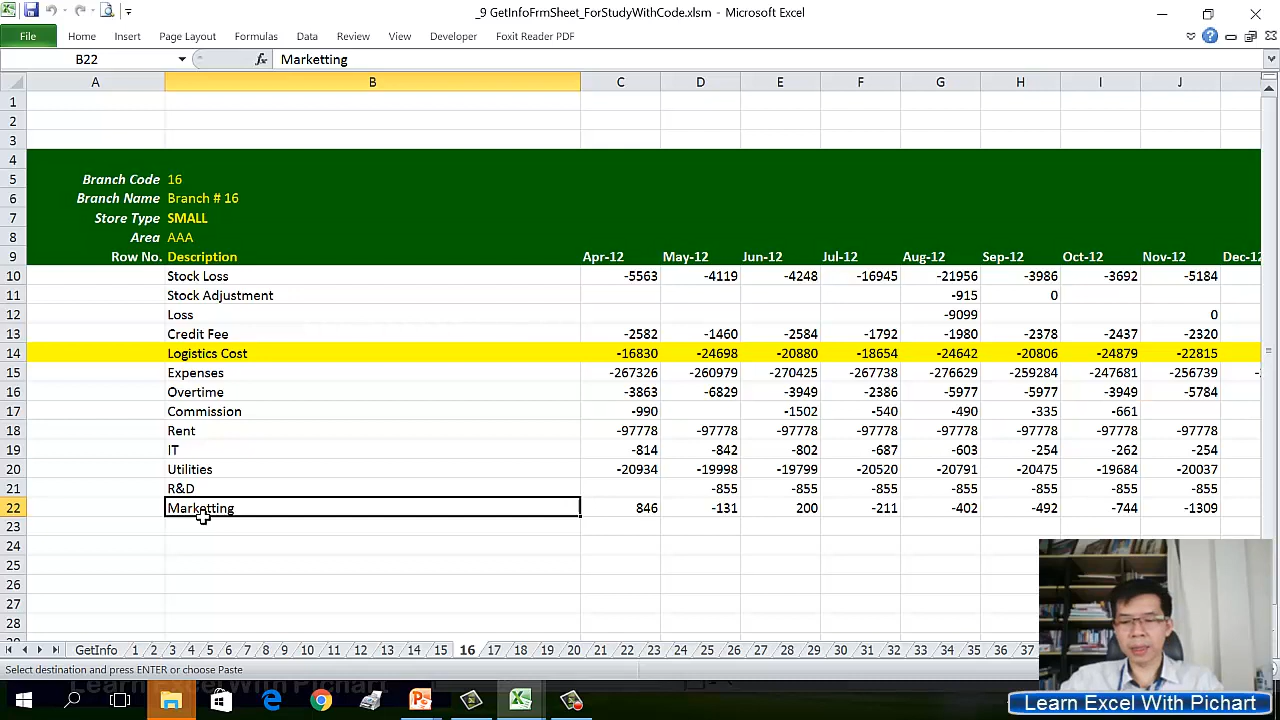 _9 GetInfoFrmSheet_ForStudyWithCode.xlsm - Microsoft Excel
File Home Insert Page Layout Formulas Data Review View Developer Foxit Reader PDF
B22 fx Marketting
A B C D E F G H I J
1
2
3
4
5 Branch Code 16
6 Branch Name Branch # 16
7 Store Type SMALL
8 Area AAA
9 Row No. Description Apr-12 May-12 Jun-12 Jul-12 Aug-12 Sep-12 Oct-12 Nov-12 Dec-12
10 Stock Loss -5563 -4119 -4248 -16945 -21956 -3986 -3692 -5184
11 Stock Adjustment -915 0
12 Loss -9099 0
13 Credit Fee -2582 -1460 -2584 -1792 -1980 -2378 -2437 -2320
14 Logistics Cost -16830 -24698 -20880 -18654 -24642 -20806 -24879 -22815
15 Expenses -267326 -260979 -270425 -267738 -276629 -259284 -247681 -256739 -
16 Overtime -3863 -6829 -3949 -2386 -5977 -5977 -3949 -5784
17 Commission -990 -1502 -540 -490 -335 -661
18 Rent -97778 -97778 -97778 -97778 -97778 -97778 -97778 -97778
19 IT -814 -842 -802 -687 -603 -254 -262 -254
20 Utilities -20934 -19998 -19799 -20520 -20791 -20475 -19684 -20037
21 R&D -855 -855 -855 -855 -855 -855 -855
22 Marketting 846 -131 200 -211 -402 -492 -744 -1309
23
24
25
26
27
28
GetInfo 1 2 3 4 5 6 7 8 9 10 11 12 13 14 15 16 17 18 19 20 21 22 23 24 25 26 27 28 29 30 31 32 33 34 35 36 37
Select destination and press ENTER or choose Paste
Learn Excel With Pichart
Learn Excel With Pichart